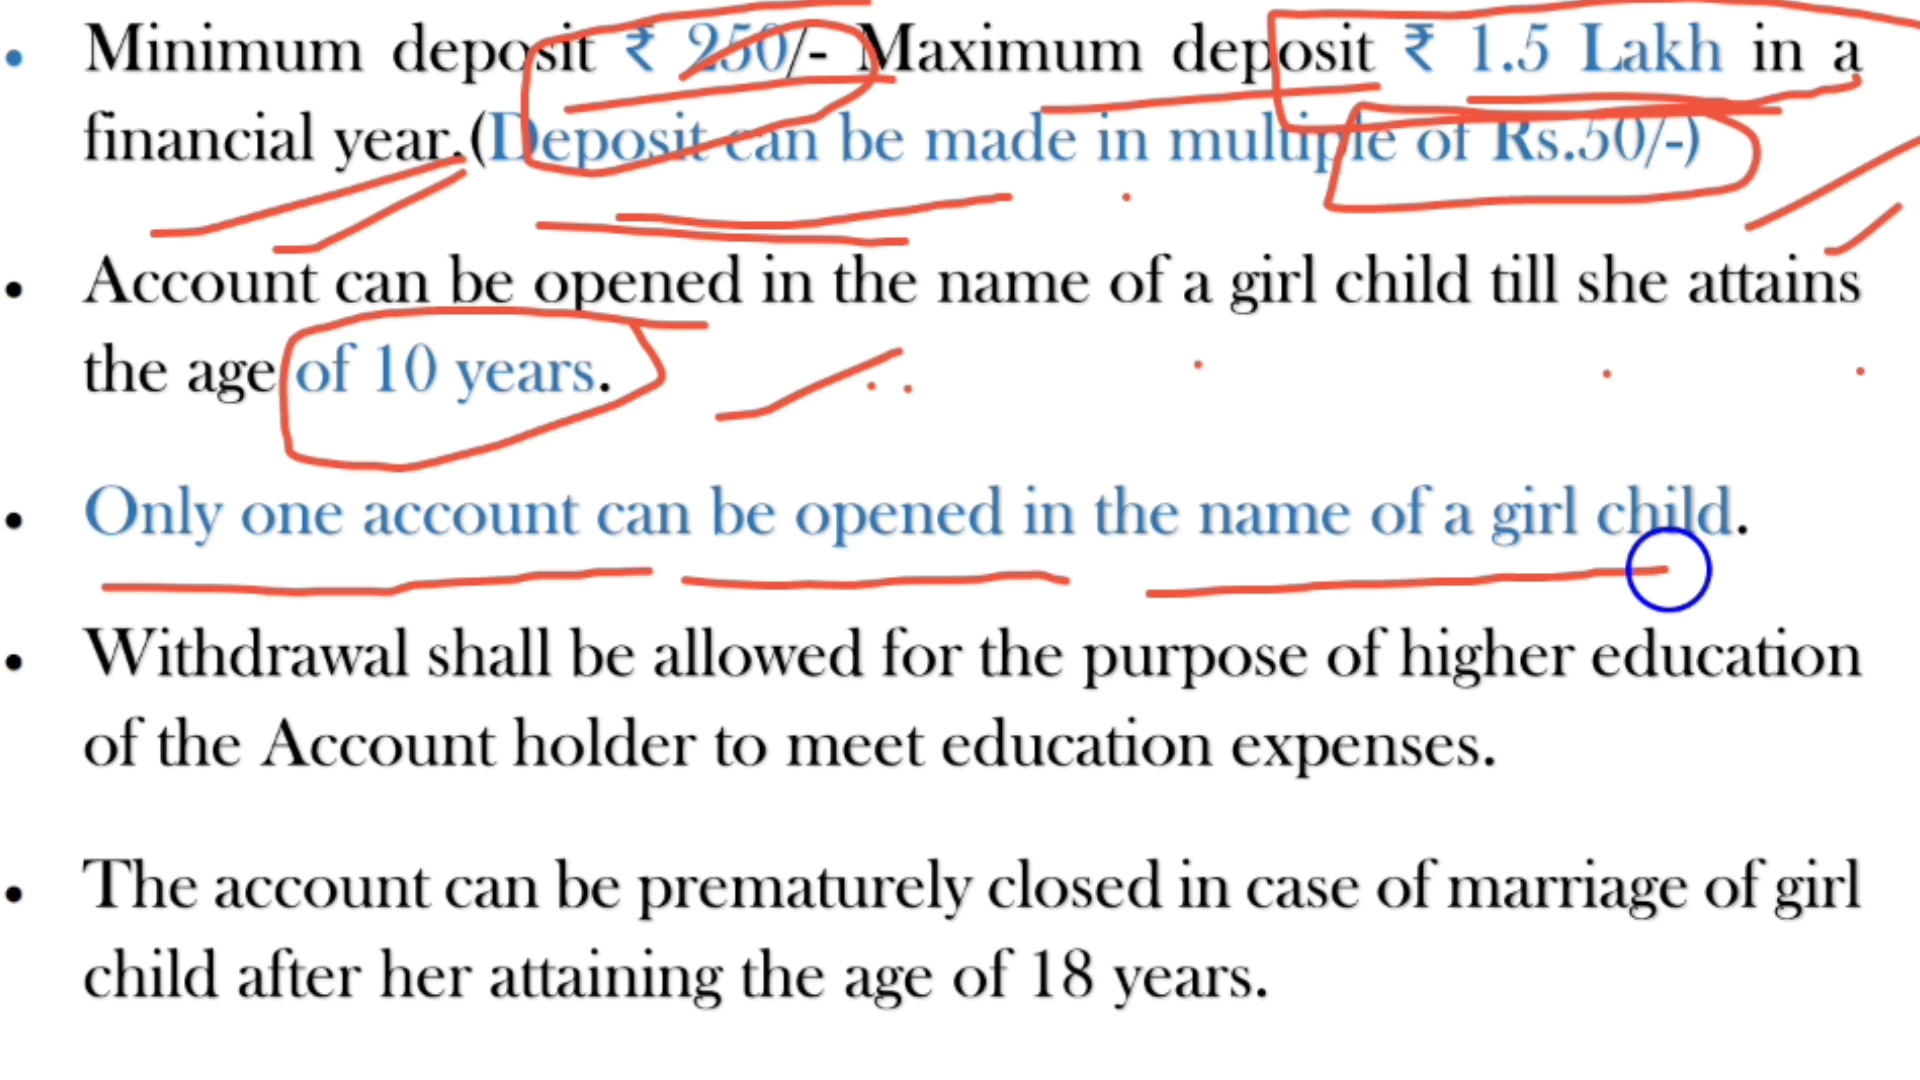 • Minimum deposit ₹ 250/- Maximum deposit ₹ 1.5 Lakh in a
financial year.(Deposit can be made in multiple of Rs.50/-)
• Account can be opened in the name of a girl child till she attains
the age of 10 years.
• Only one account can be opened in the name of a girl child.
• Withdrawal shall be allowed for the purpose of higher education
of the Account holder to meet education expenses.
• The account can be prematurely closed in case of marriage of girl
child after her attaining the age of 18 years.